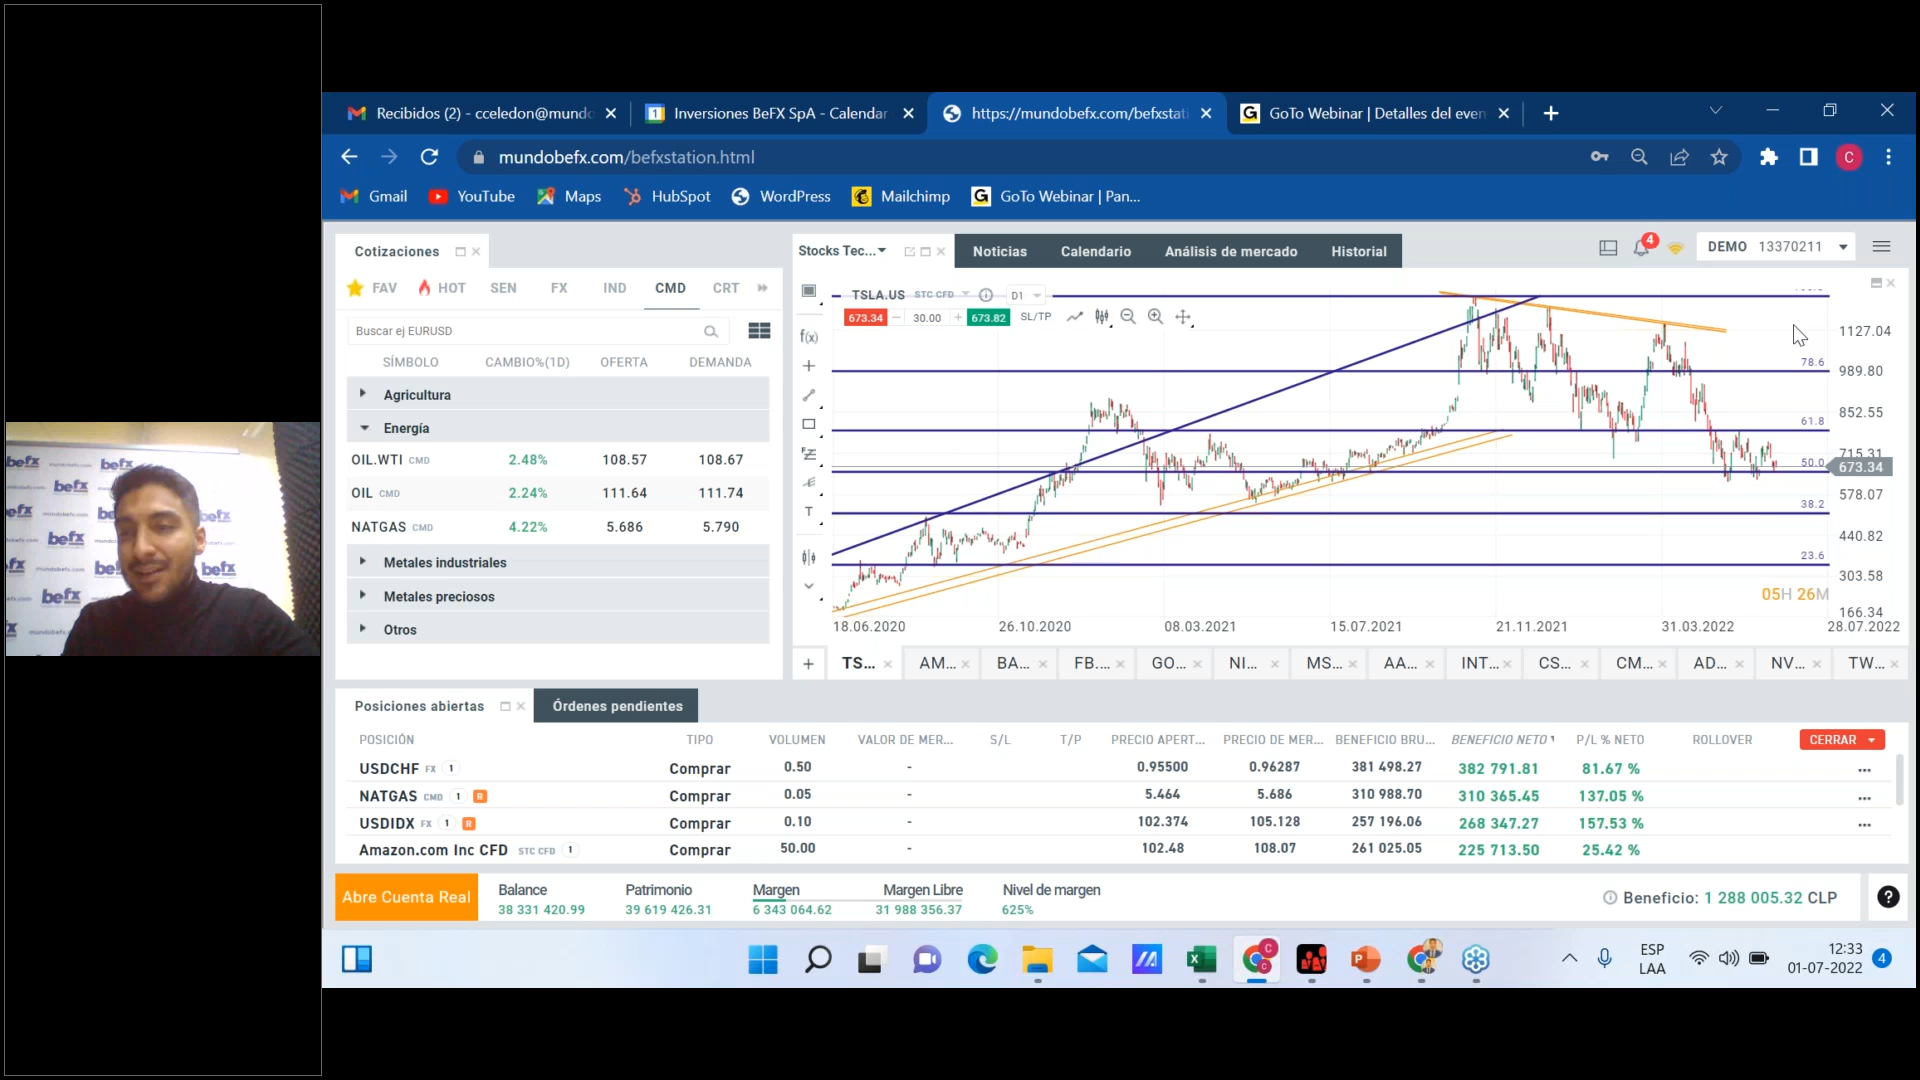 Recibidos (2) - cceledon@mundo
Inversiones BeFX SpA - Calendar
https://mundobefx.com/befxstati
GoTo Webinar | Detalles del even
mundobefx.com/befxstation.html
Gmail YouTube Maps HubSpot WordPress Mailchimp GoTo Webinar | Pan...
Cotizaciones
FAV HOT SEN FX IND CMD CRT
Buscar ej EURUSD
SÍMBOLO CAMBIO%(1D) OFERTA DEMANDA
Agricultura
Energía
OIL.WTI CMD 2.48% 108.57 108.67
OIL CMD 2.24% 111.64 111.74
NATGAS CMD 4.22% 5.686 5.790
Metales industriales
Metales preciosos
Otros
Stocks Tec... Noticias Calendario Análisis de mercado Historial
4 DEMO 13370211
TSLA.US STC CFD D1
673.34 30.00 673.82 SL/TP
f(x)
T
78.6
61.8
50.0
38.2
23.6
1127.04
989.80
852.55
715.31
673.34
578.07
440.82
303.58
166.34
05H 26M
18.06.2020 26.10.2020 08.03.2021 15.07.2021 21.11.2021 31.03.2022 28.07.2022
TS... AM... BA... FB.... GO... NI... MS... AA... INT... CS... CM... AD... NV... TW...
Posiciones abiertas Órdenes pendientes
POSICIÓN TIPO VOLUMEN VALOR DE MER... S/L T/P PRECIO APERT... PRECIO DE MER... BENEFICIO BRU... BENEFICIO NETO P/L % NETO ROLLOVER CERRAR
USDCHF FX 1 Comprar 0.50 - 0.95500 0.96287 381 498.27 382 791.81 81.67 % ...
NATGAS CMD 1 R Comprar 0.05 - 5.464 5.686 310 988.70 310 365.45 137.05 % ...
USDIDX FX 1 R Comprar 0.10 - 102.374 105.128 257 196.06 268 347.27 157.53 % ...
Amazon.com Inc CFD STC CFD 1 Comprar 50.00 - 102.48 108.07 261 025.05 225 713.50 25.42 %
Abre Cuenta Real
Balance Patrimonio Margen Margen Libre Nivel de margen
38 331 420.99 39 619 426.31 6 343 064.62 31 988 356.37 625%
Beneficio: 1 288 005.32 CLP
ESP
LAA
12:33
01-07-2022
4
befx
befx
befx
befx
befx
befx
befx